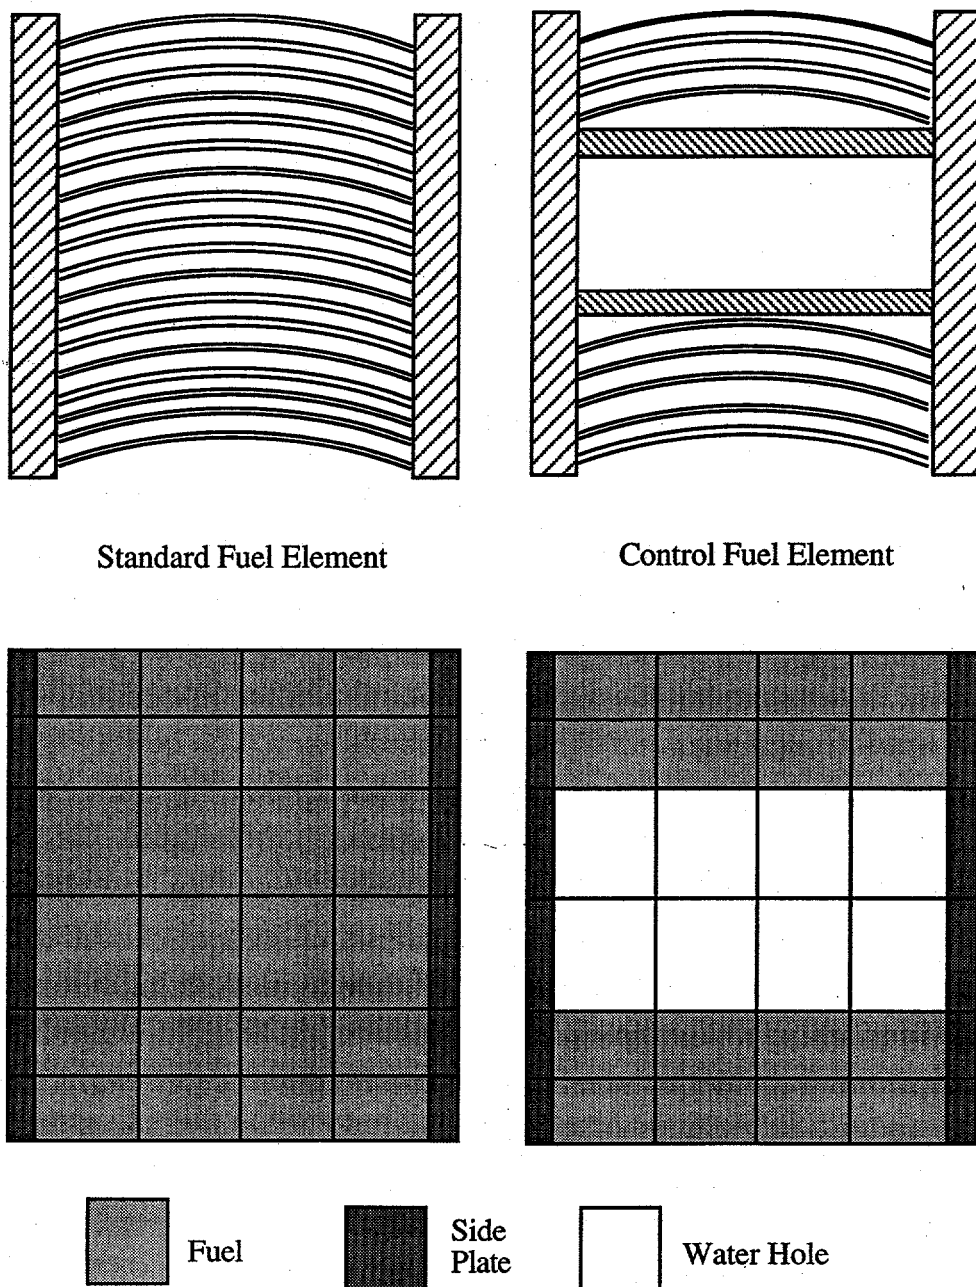 Standard Fuel Element
Control Fuel Element
Fuel
Side
Plate
Water Hole